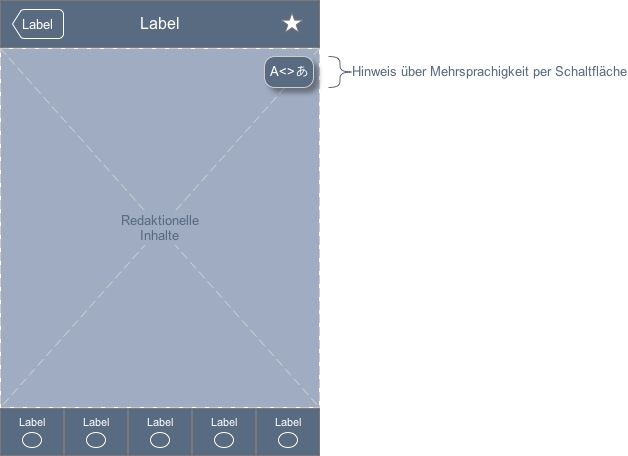 Label
Label
A<>あ
Hinweis über Mehrsprachigkeit per Schaltfläche
Redaktionelle
Inhalte
Label
Label
Label
Label
Label